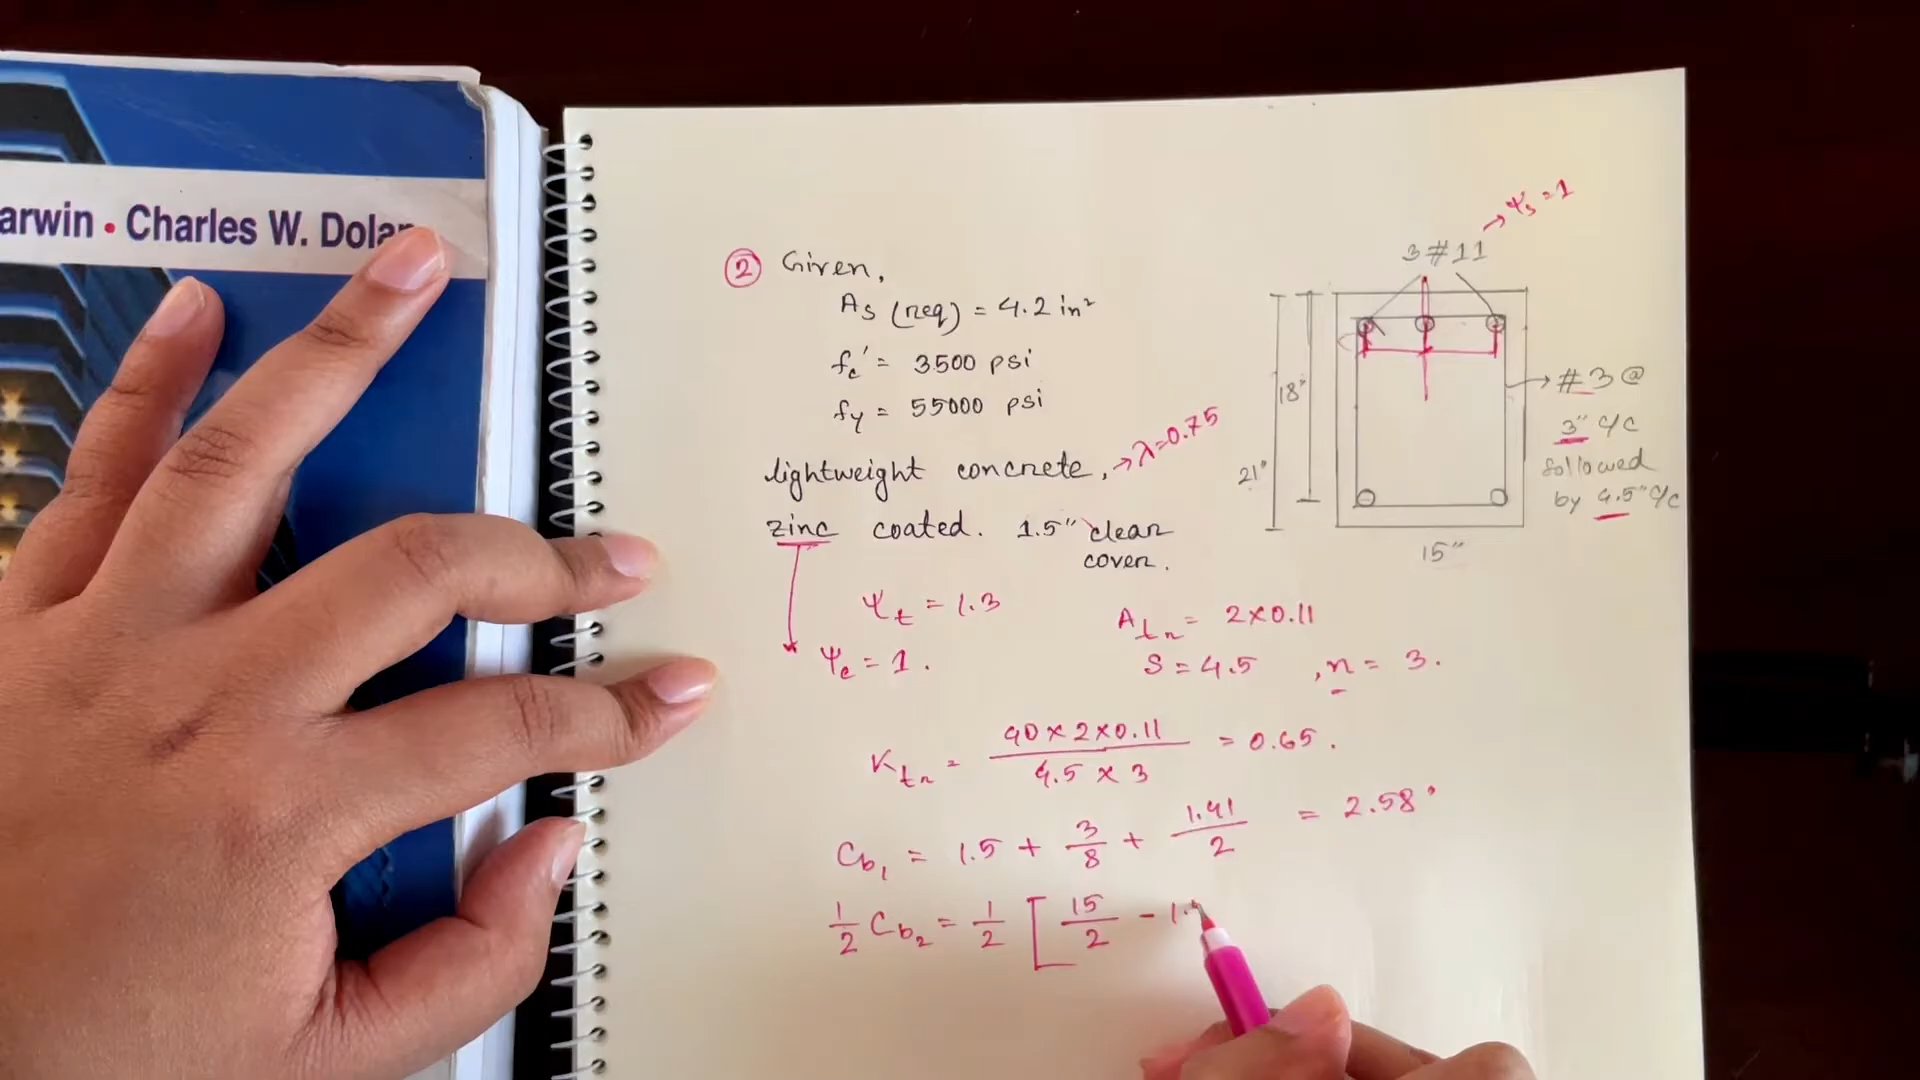 arwin • Charles W. Dolan
② Given,
As (req) = 4.2 in²
fc' = 3500 psi
fy = 55000 psi
lightweight concrete, → λ=0.75
zinc coated. 1.5" clear
cover.
Ψt = 1.3
Ψe = 1.
Atr = 2×0.11
S = 4.5 , n = 3.
Ktr = 40×2×0.11 / 4.5 × 3 = 0.65.
Cb1 = 1.5 + 3/8 + 1.41/2 = 2.58"
1/2 Cb2 = 1/2 [ 15/2 - 1.
→ Ψs = 1
3#11
18"
21"
15"
→ #3 @
3" c/c
followed
by 4.5" c/c